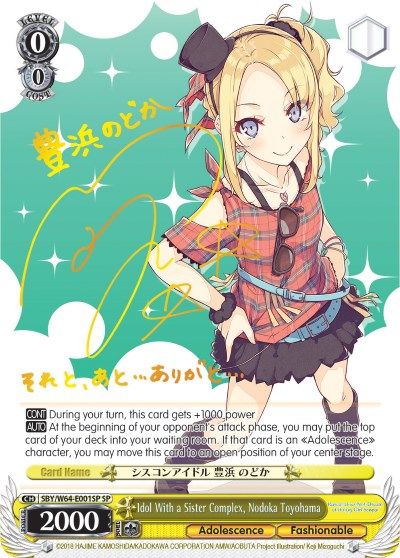 LEVEL
0
0
COST
豊浜のどか
それと、あと…ありがと…
CONT During your turn, this card gets +1000 power
AUTO At the beginning of your opponent's attack phase, you may put the top
card of your deck into your waiting room. If that card is an «Adolescence»
character, you may move this card to an open position of your center stage.
Card Name
シスコンアイドル 豊浜 のどか
CH SBY/W64-E001SP SP
Idol With a Sister Complex, Nodoka Toyohama
2000
Adolescence
Fashionable
©2018 HAJIME KAMOSHIDA/KADOKAWA CORPORATION AMW/AOBUTA Project Illustration/ Keji Mizoguchi